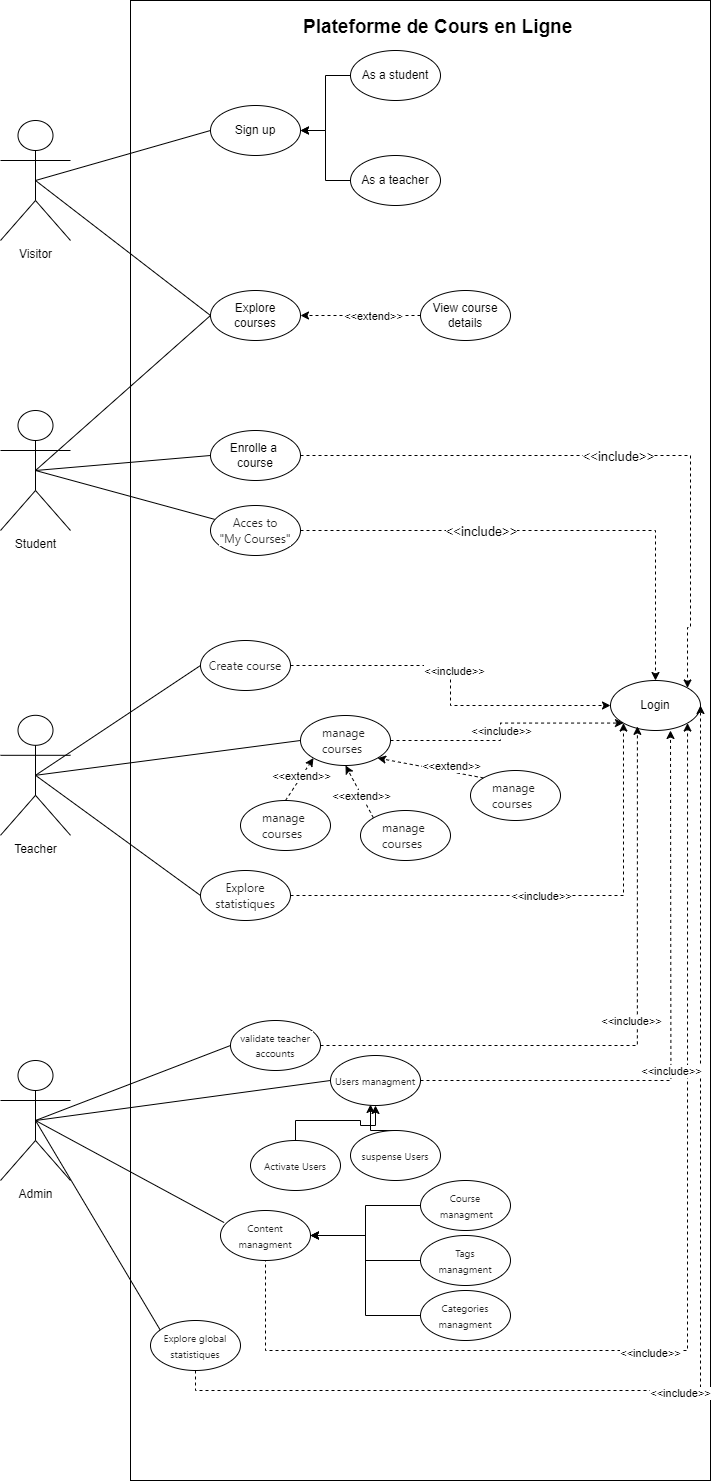 Plateforme de Cours en Ligne
As a student
Sign up
As a teacher
Visitor
Explore
courses
<<extend>>
View course
details
Enrolle a
course
<<include>>
Student
Acces to
"My Courses"
<<include>>
Create course
<<include>>
Login
Teacher
manage
courses
<<include>>
<<extend>>
<<extend>>
<<extend>>
manage
courses
manage
courses
manage
courses
Explore
statistiques
<<include>>
<<include>>
validate teacher
accounts
Users managment
<<include>>
Admin
Activate Users
suspense Users
Content
managment
Course
managment
Tags
managment
Categories
managment
Explore global
statistiques
<<include>>
<<include>>